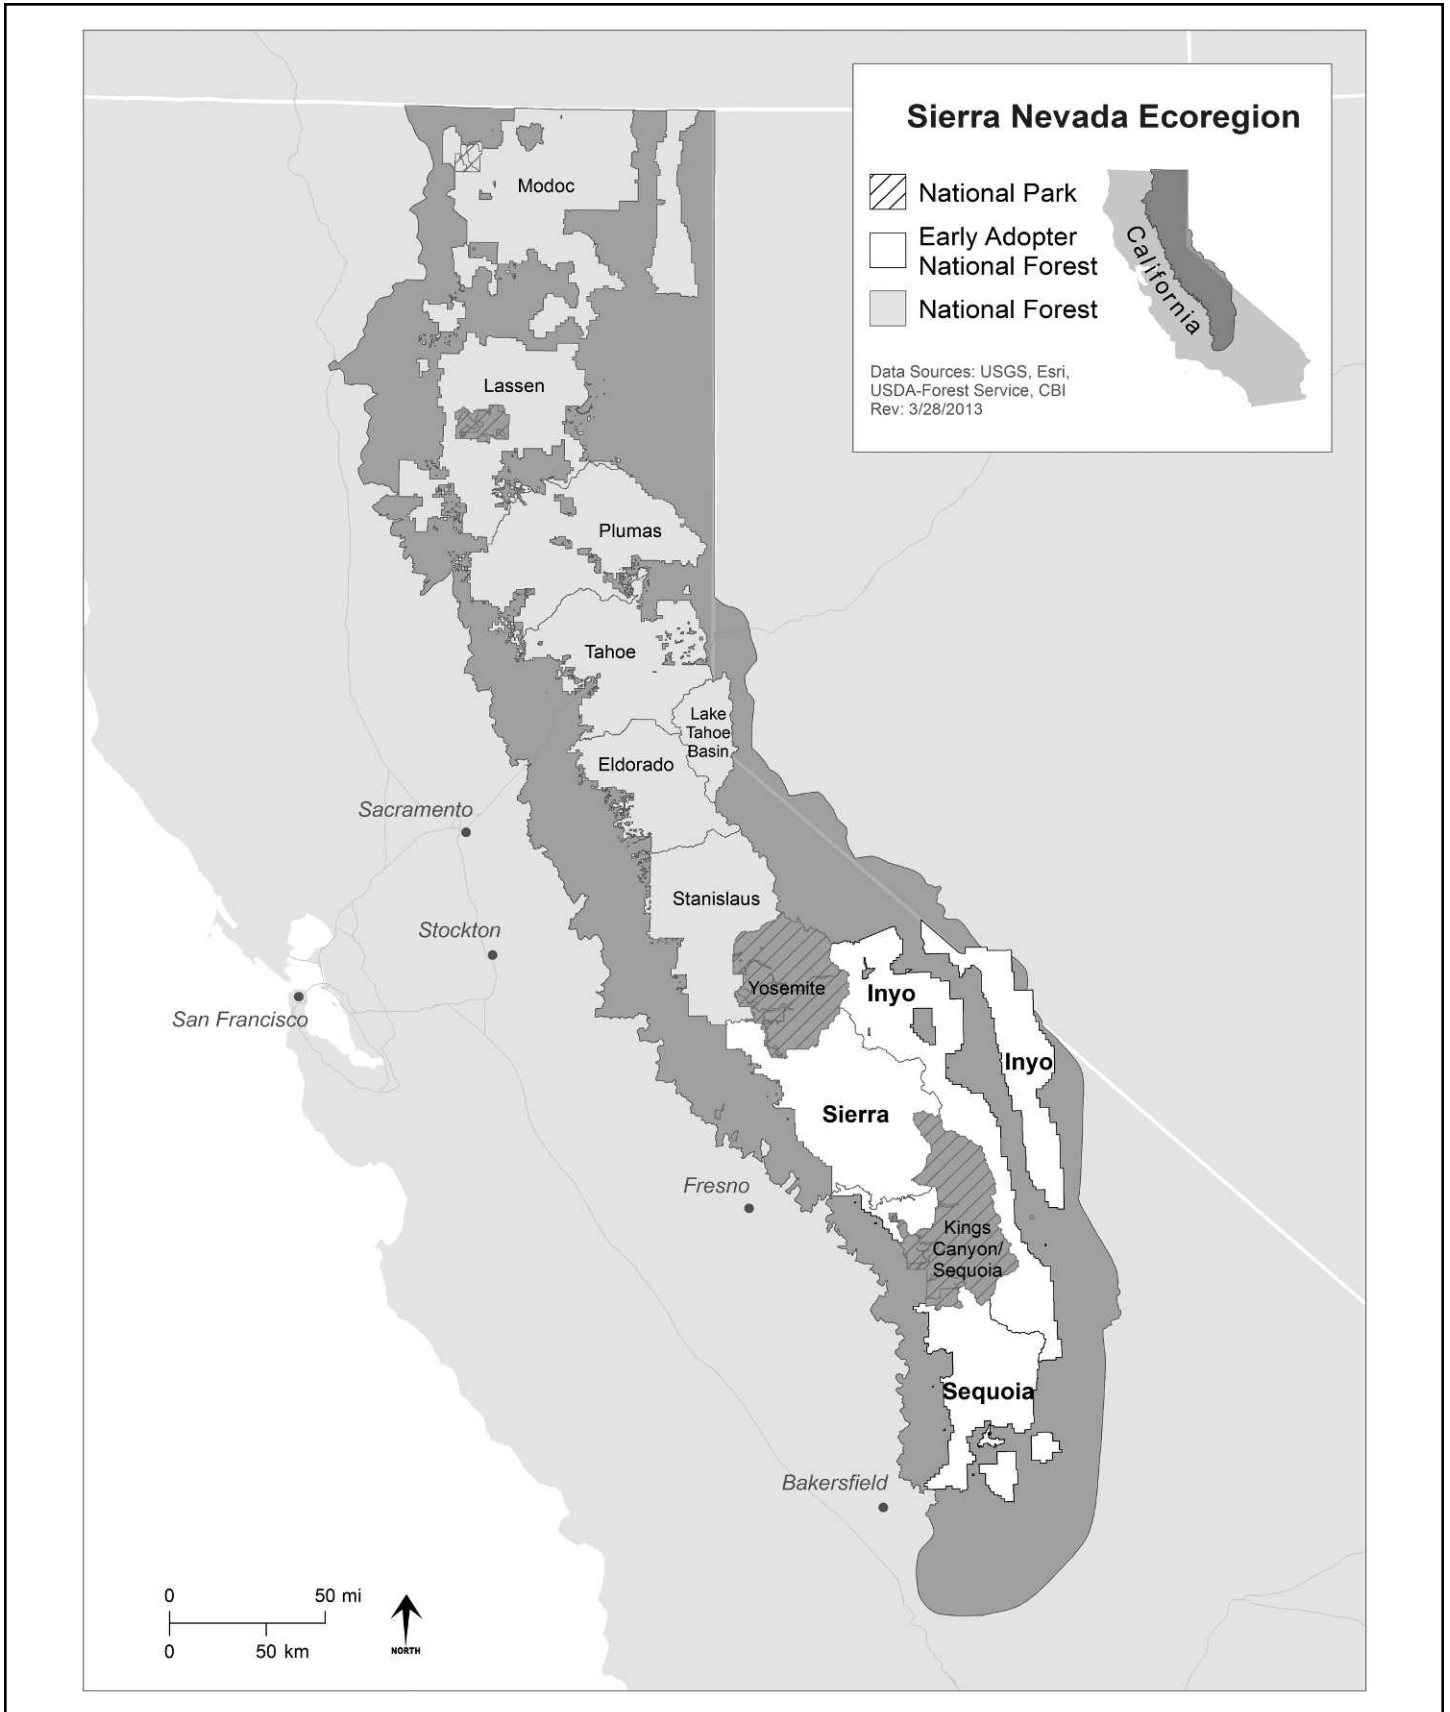 Sierra Nevada Ecoregion
National Park
Early Adopter
National Forest
National Forest
California
Data Sources: USGS, Esri,
USDA-Forest Service, CBI
Rev: 3/28/2013
Modoc
Lassen
Plumas
Tahoe
Lake
Tahoe
Basin
Eldorado
Sacramento
Stanislaus
Stockton
Yosemite
Inyo
San Francisco
Inyo
Sierra
Fresno
Kings
Canyon/
Sequoia
Sequoia
Bakersfield
0 50 mi
0 50 km
NORTH